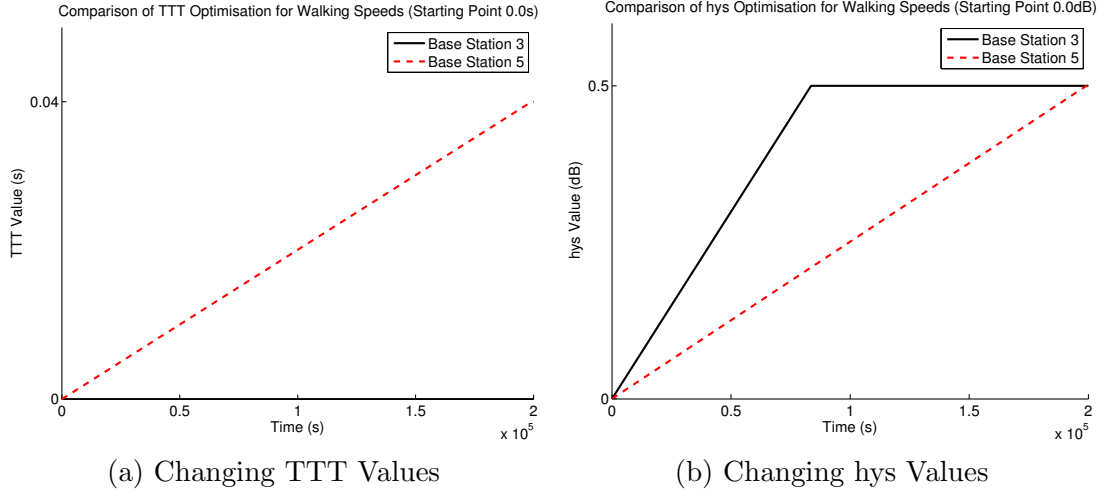 Comparison of TTT Optimisation for Walking Speeds (Starting Point 0.0s)
Base Station 3
Base Station 5
0.04
0
TTT Value (s)
0 0.5 1 1.5 2
Time (s)
x 10^5
(a) Changing TTT Values
Comparison of hys Optimisation for Walking Speeds (Starting Point 0.0dB)
Base Station 3
Base Station 5
0.5
0
hys Value (dB)
0 0.5 1 1.5 2
Time (s)
x 10^5
(b) Changing hys Values